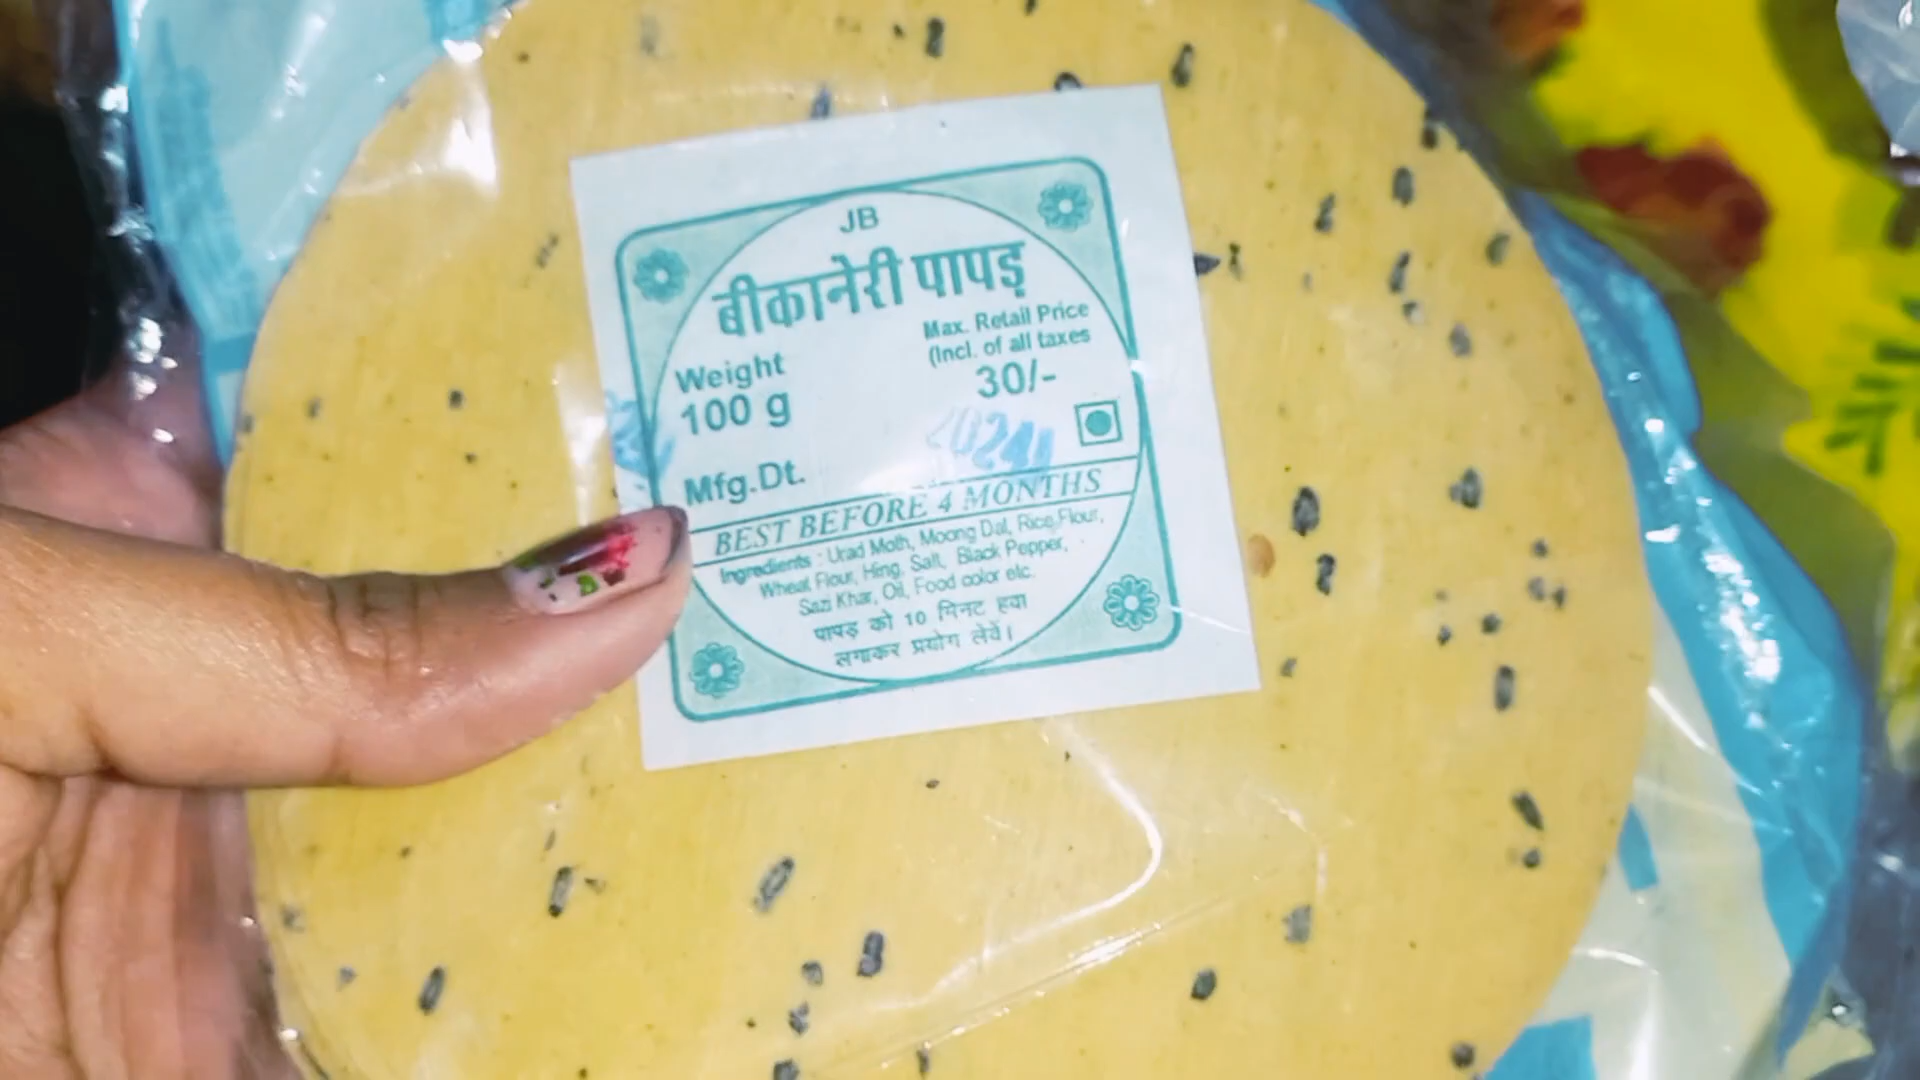 JB
बीकानेरी पापड़
Weight
100 g
Max. Retail Price
(Incl. of all taxes
30/-
Mfg.Dt.
BEST BEFORE 4 MONTHS
Ingredients : Urad Moth, Moong Dal, Rice Flour,
Wheat Flour, Hing, Salt, Black Pepper,
Sazi Khar, Oil, Food color etc.
पापड़ को 10 मिनट हवा
लगाकर प्रयोग लेवें।